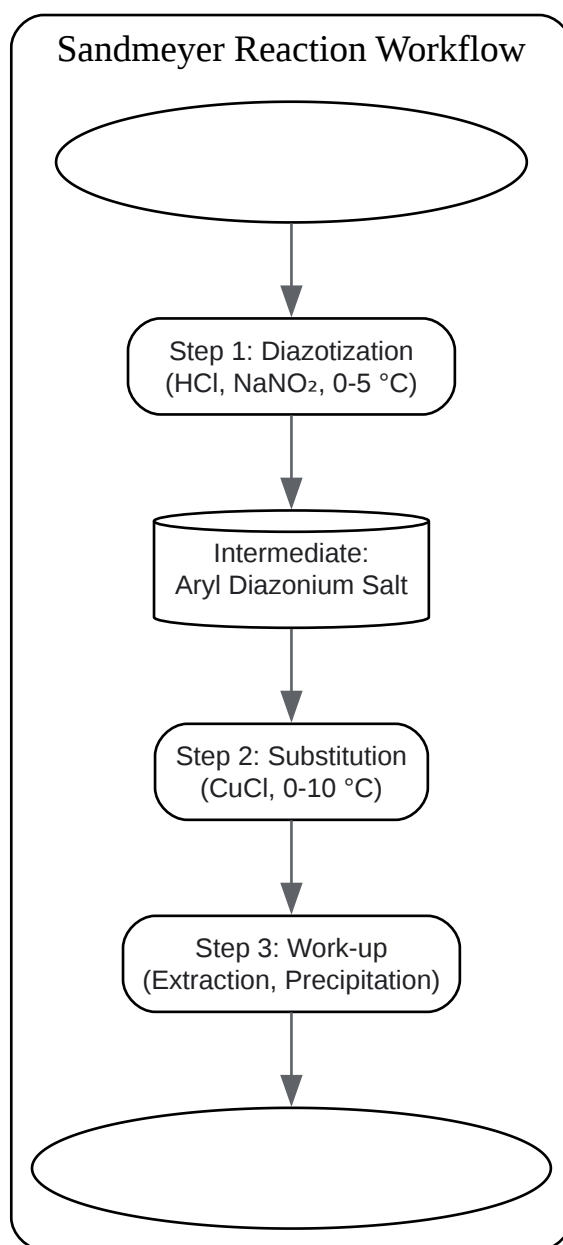 Sandmeyer Reaction Workflow
Step 1: Diazotization
(HCl, NaNO₂, 0-5 °C)
Intermediate:
Aryl Diazonium Salt
Step 2: Substitution
(CuCl, 0-10 °C)
Step 3: Work-up
(Extraction, Precipitation)